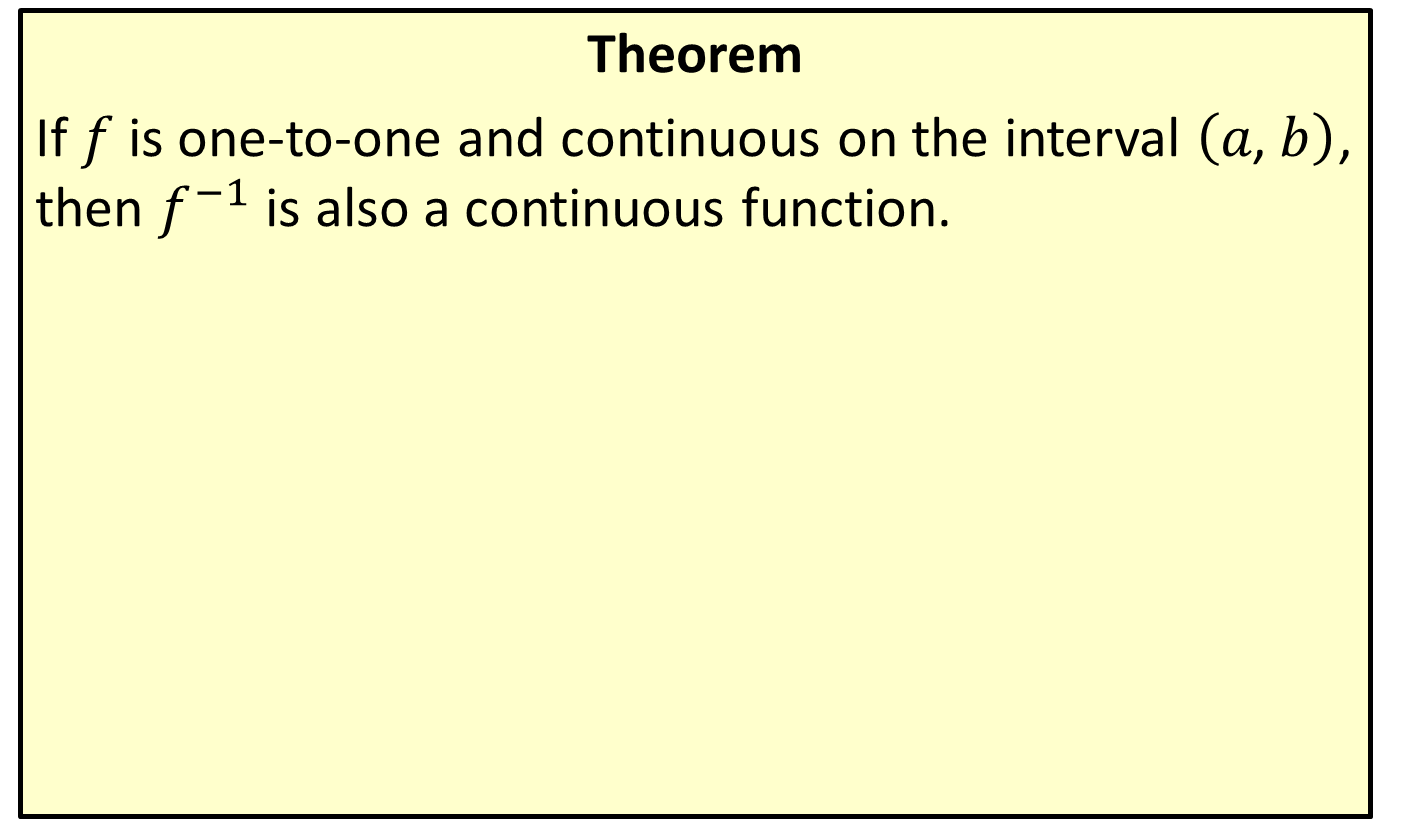 Theorem
If 𝑓 is one-to-one and continuous on the interval (𝑎, 𝑏),
then 𝑓⁻¹ is also a continuous function.